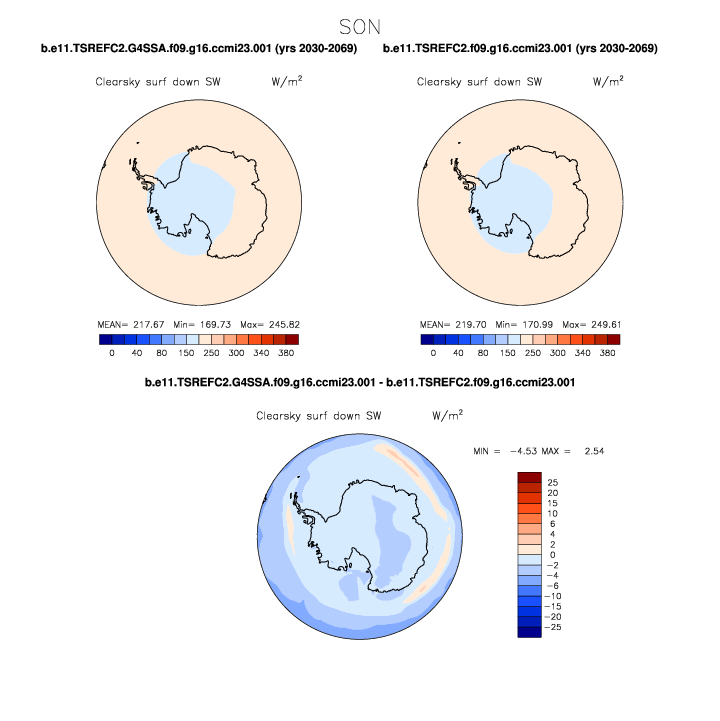 SON
b.e11.TSREFC2.G4SSA.f09.g16.ccmi23.001 (yrs 2030-2069) b.e11.TSREFC2.f09.g16.ccmi23.001 (yrs 2030-2069)
Clearsky surf down SW W/m² Clearsky surf down SW W/m²
MEAN= 217.67 Min= 169.73 Max= 245.82 MEAN= 219.70 Min= 170.99 Max= 249.61
0 40 80 150 250 300 340 380 0 40 80 150 250 300 340 380
b.e11.TSREFC2.G4SSA.f09.g16.ccmi23.001 - b.e11.TSREFC2.f09.g16.ccmi23.001
Clearsky surf down SW W/m²
MIN = -4.53 MAX = 2.54
25
20
15
10
6
4
2
0
-2
-4
-6
-10
-15
-20
-25